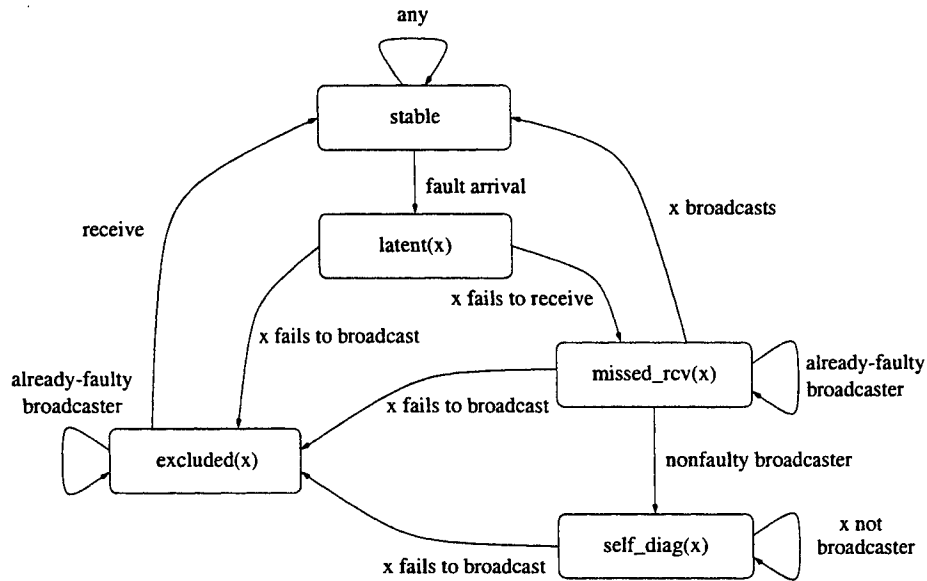 any
stable
fault arrival
receive
x broadcasts
latent(x)
x fails to receive
x fails to broadcast
already-faulty
broadcaster
missed_rcv(x)
already-faulty
broadcaster
x fails to broadcast
excluded(x)
nonfaulty broadcaster
self_diag(x)
x not
broadcaster
x fails to broadcast